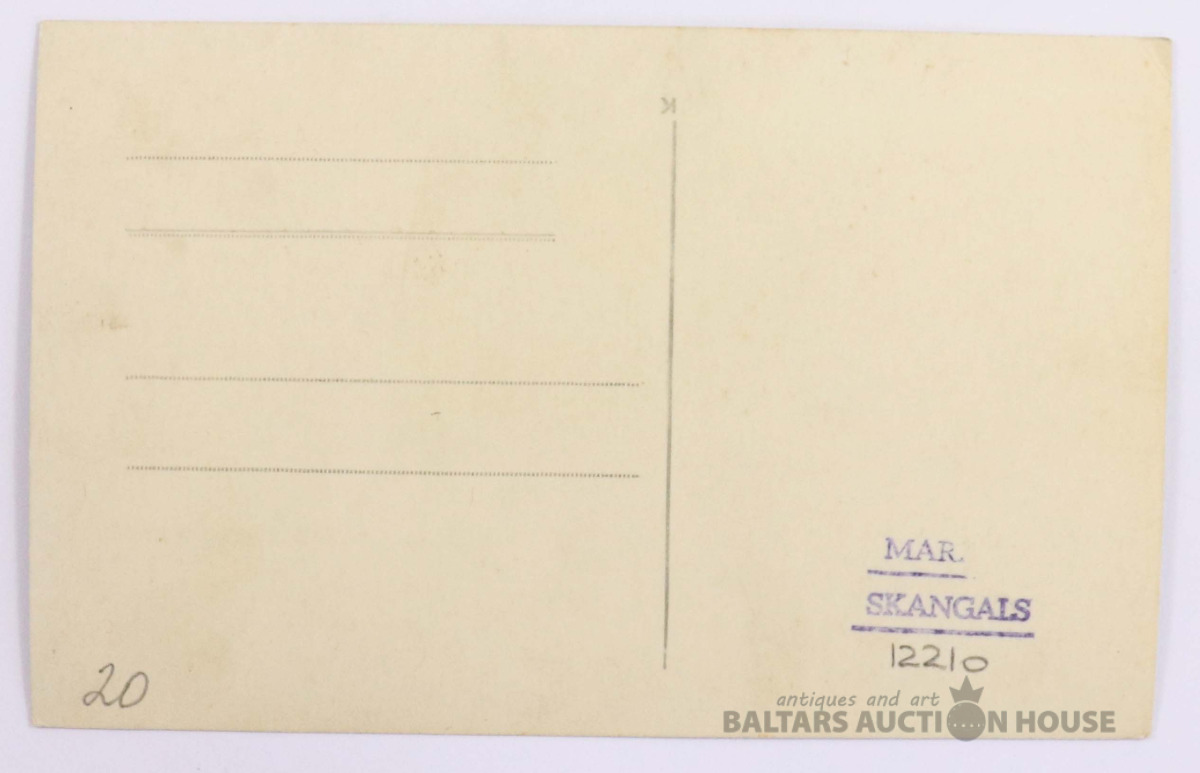 K
MAR.
SKANGALS
12210
20
antiques and art
BALTARS AUCTION HOUSE